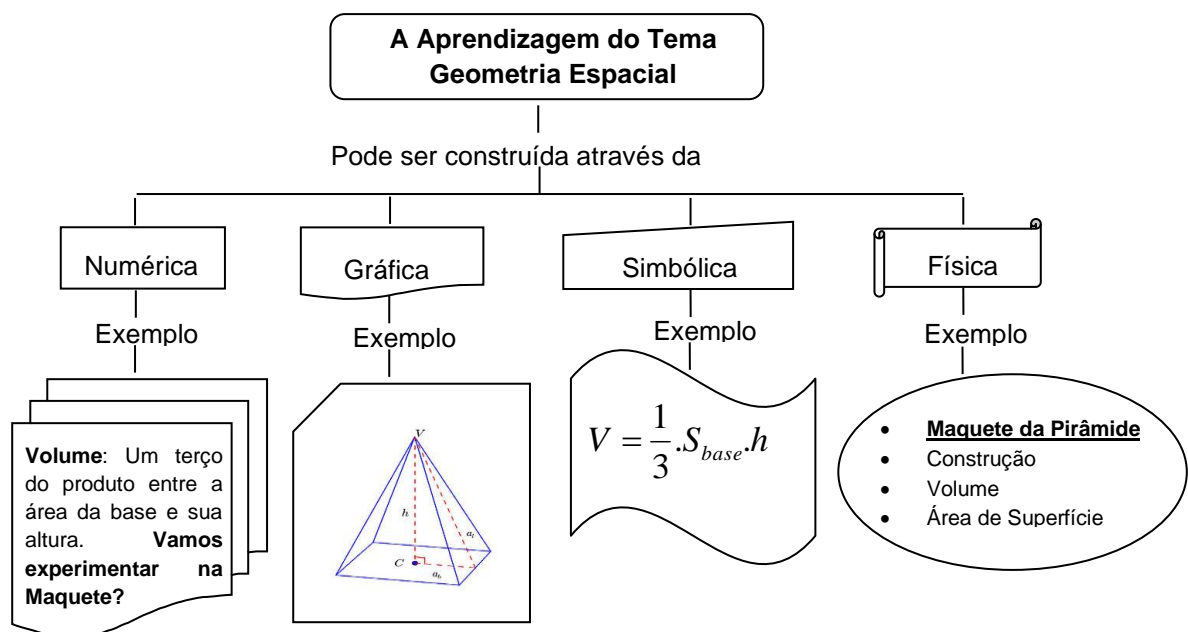 A Aprendizagem do Tema
Geometria Espacial
Pode ser construída através da
Numérica
Gráfica
Simbólica
Física
Exemplo
Exemplo
Exemplo
Exemplo
Volume: Um terço
do produto entre a
área da base e sua
altura. Vamos
experimentar na
Maquete?
V
h
a_l
C
a_b
V = 1/3 .S_base.h
• Maquete da Pirâmide
• Construção
• Volume
• Área de Superfície